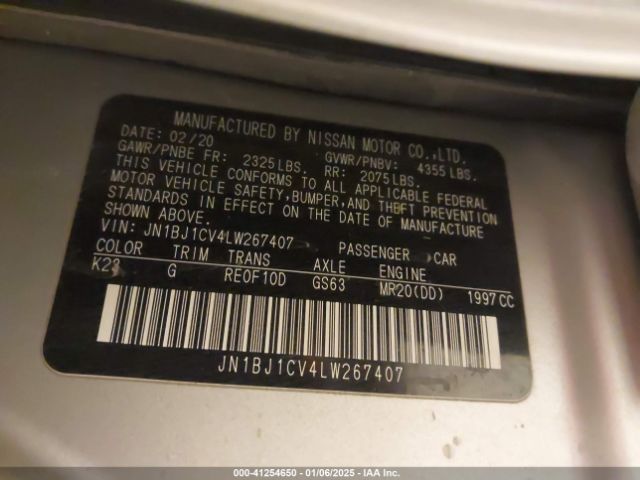 MANUFACTURED BY NISSAN MOTOR CO.,LTD.
DATE: 02/20
GAWR/PNBE FR: 2325LBS. GVWR/PNBV: 4355LBS.
RR: 2075LBS.
THIS VEHICLE CONFORMS TO ALL APPLICABLE FEDERAL
MOTOR VEHICLE SAFETY,BUMPER,AND THEFT PREVENTION
STANDARDS IN EFFECT ON THE DATE OF MANUFACTURE
SHOWN ABOVE.
VIN: JN1BJ1CV4LW267407 PASSENGER CAR
COLOR TRIM TRANS AXLE ENGINE
K23 G RE0F10D GS63 MR20(DD) 1997CC
JN1BJ1CV4LW267407
000-41254650 | 01/06/2025 | IAA Inc.